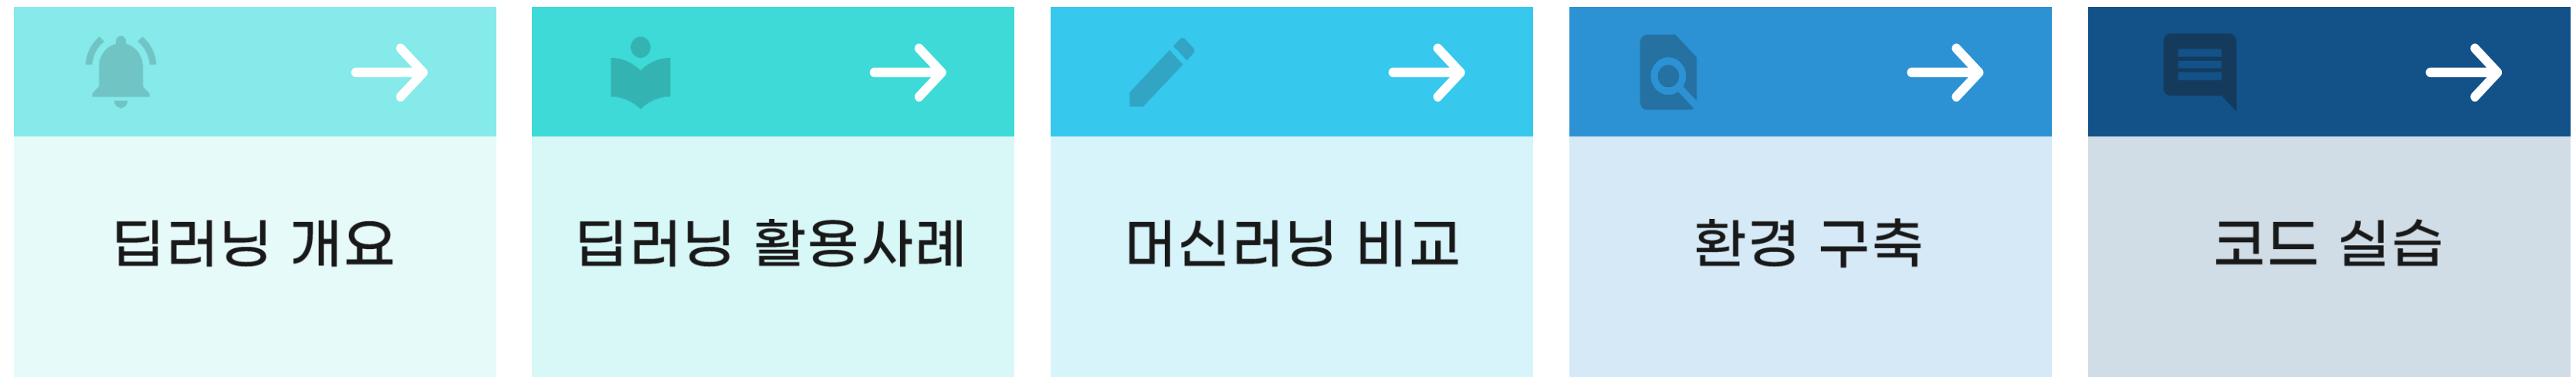 딥러닝 개요
딥러닝 활용사례
머신러닝 비교
환경 구축
코드 실습